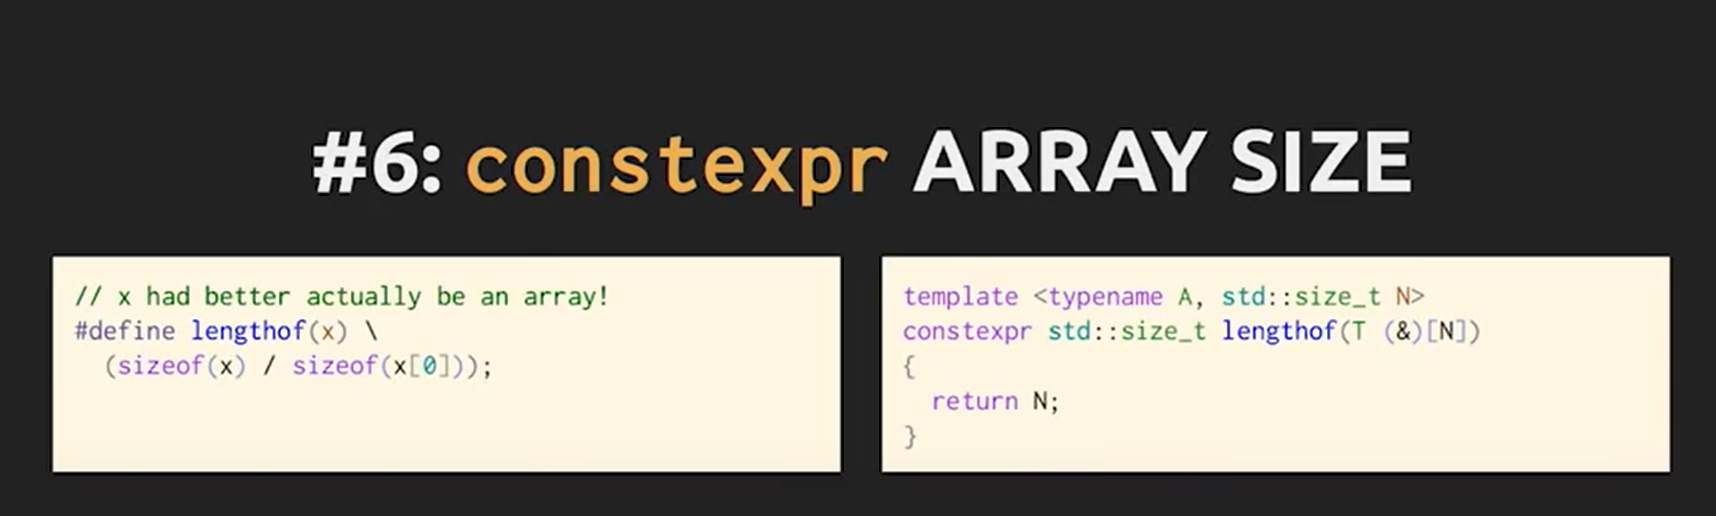 #6: constexpr ARRAY SIZE
// x had better actually be an array!
#define lengthof(x) \
(sizeof(x) / sizeof(x[0]));
template <typename A, std::size_t N>
constexpr std::size_t lengthof(T (&)[N])
{
return N;
}